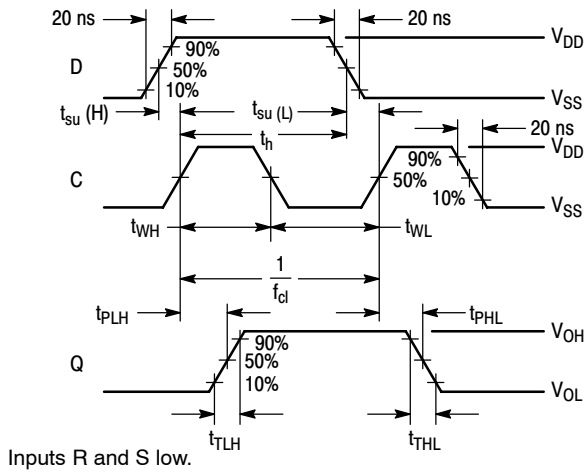 20 ns
20 ns
V_DD
D
90%
50%
10%
V_SS
t_su (H)
t_su (L)
t_h
20 ns
V_DD
C
90%
50%
10%
V_SS
t_WH
t_WL
1
f_cl
t_PLH
t_PHL
V_OH
Q
90%
50%
10%
V_OL
t_TLH
t_THL
Inputs R and S low.